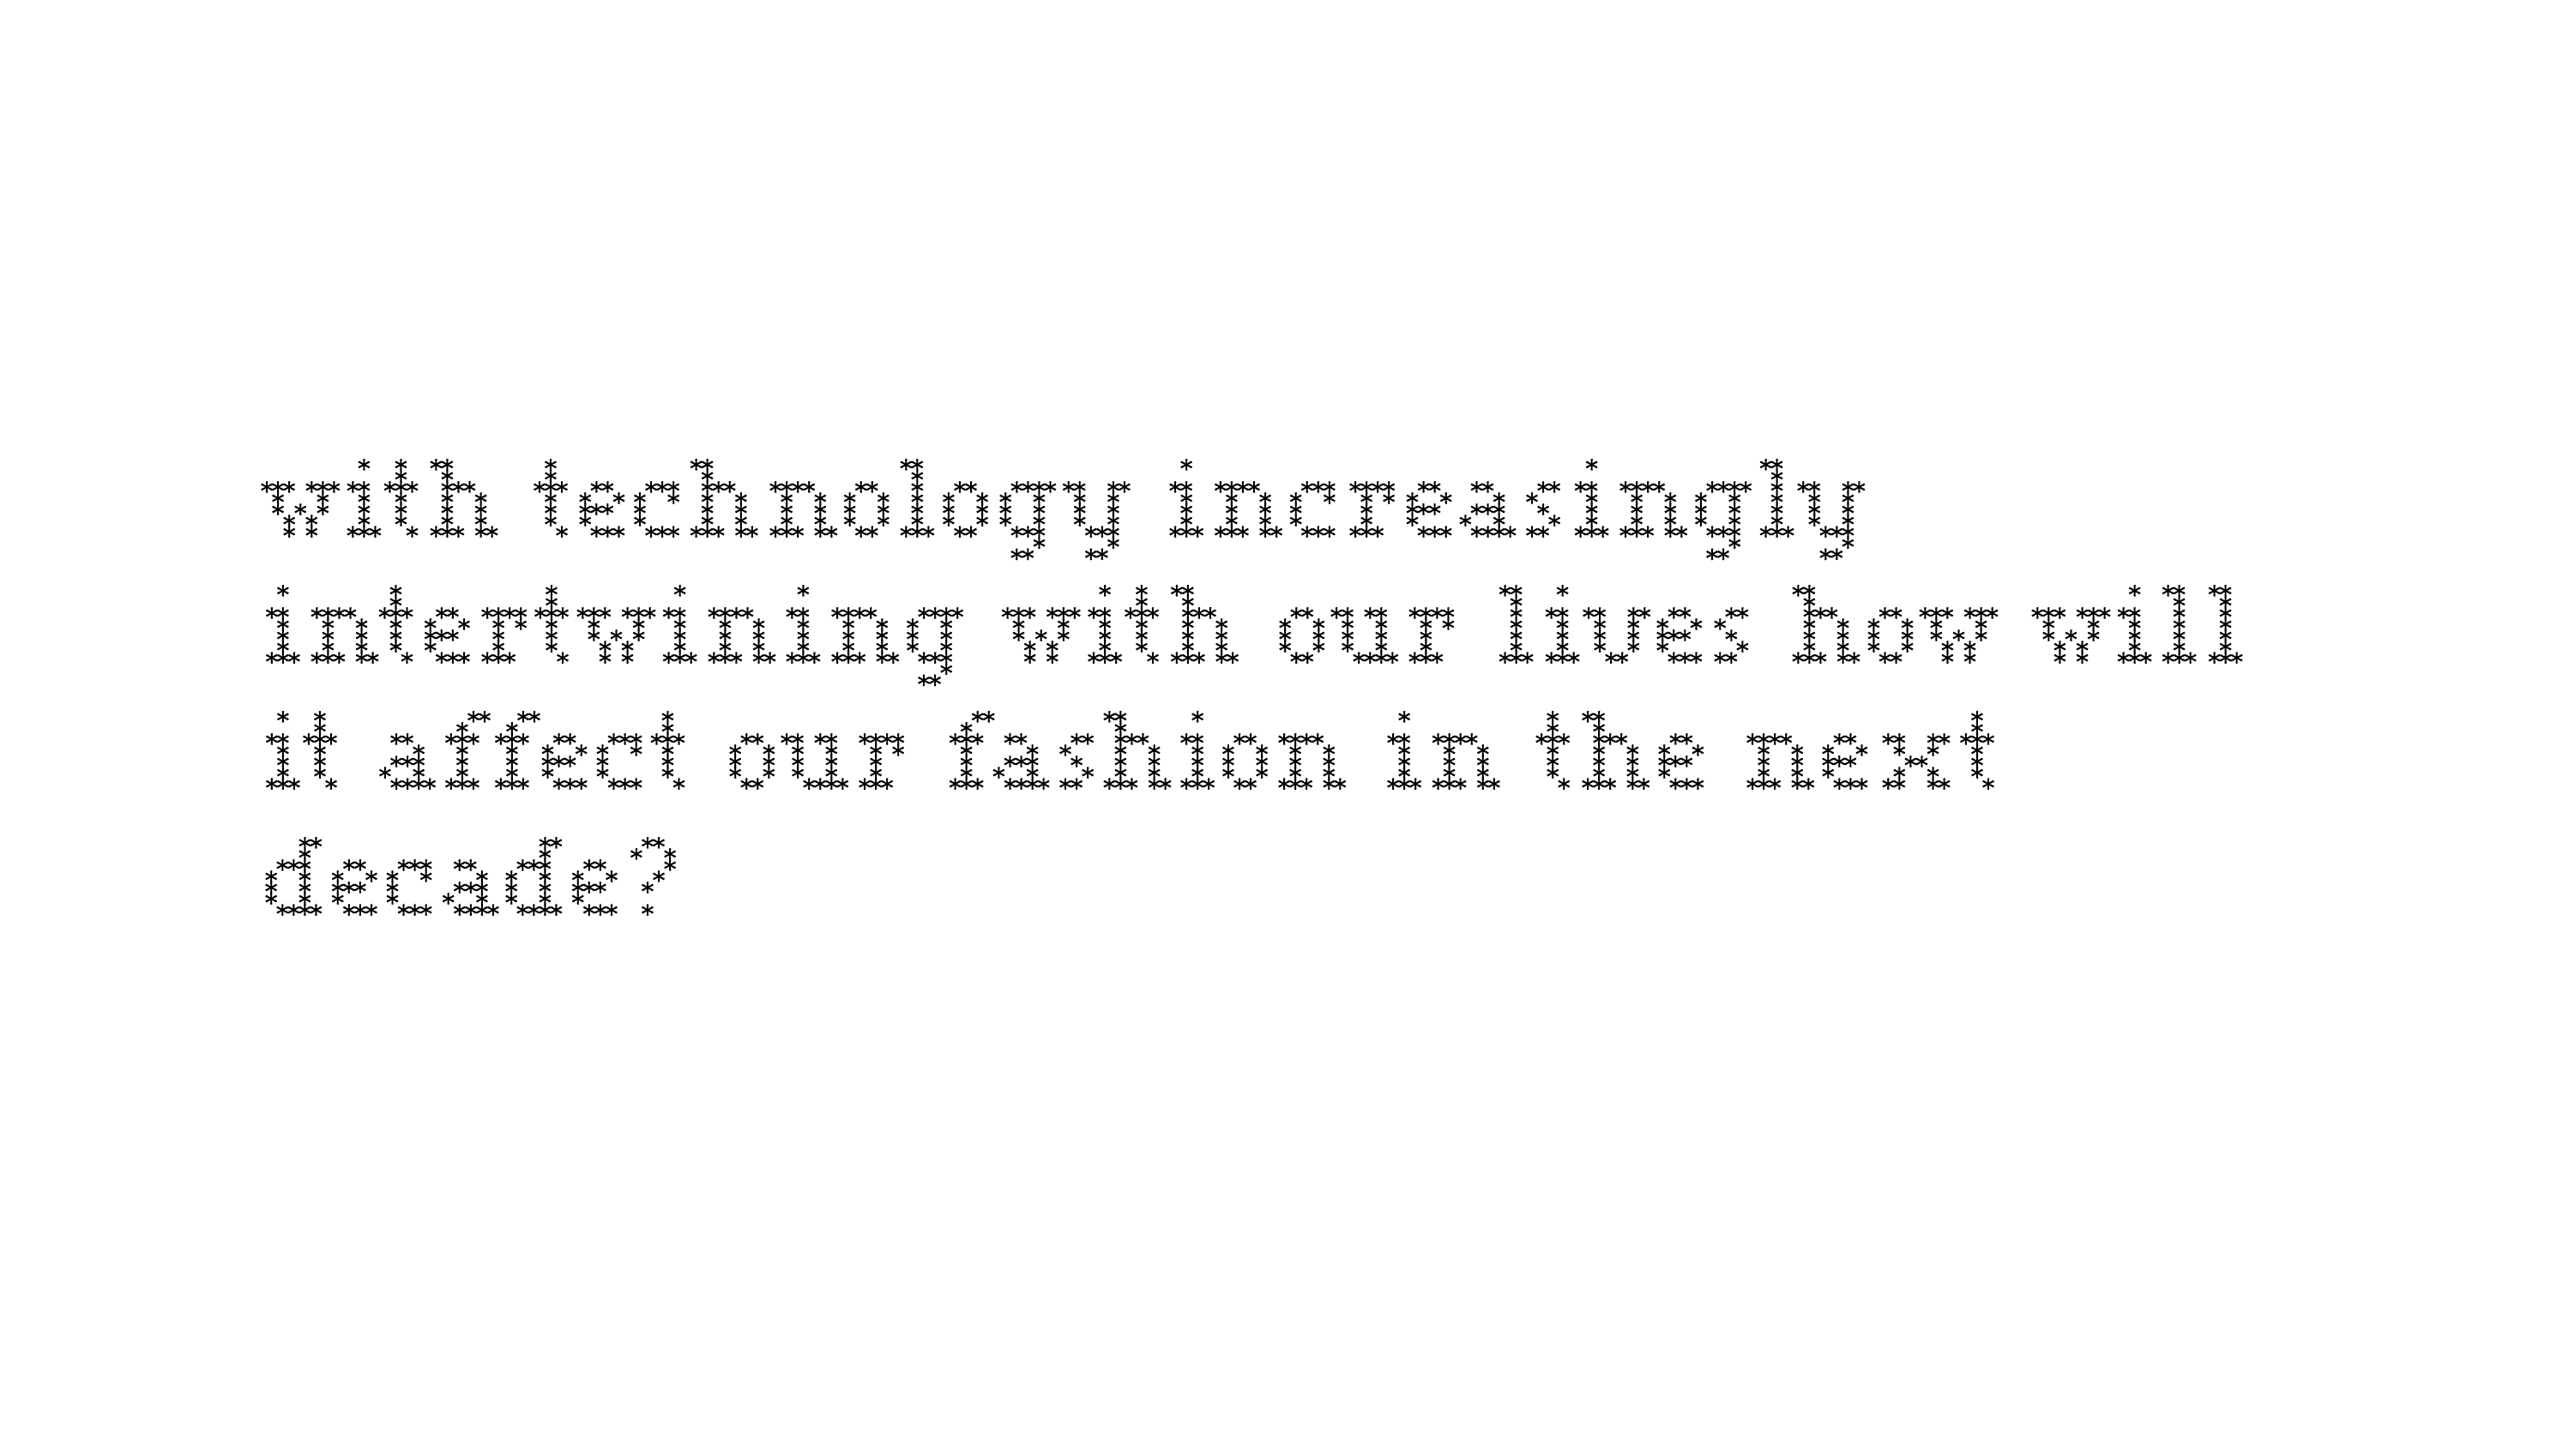 with technology increasingly
intertwining with our lives how will
it affect our fashion in the next
decade?